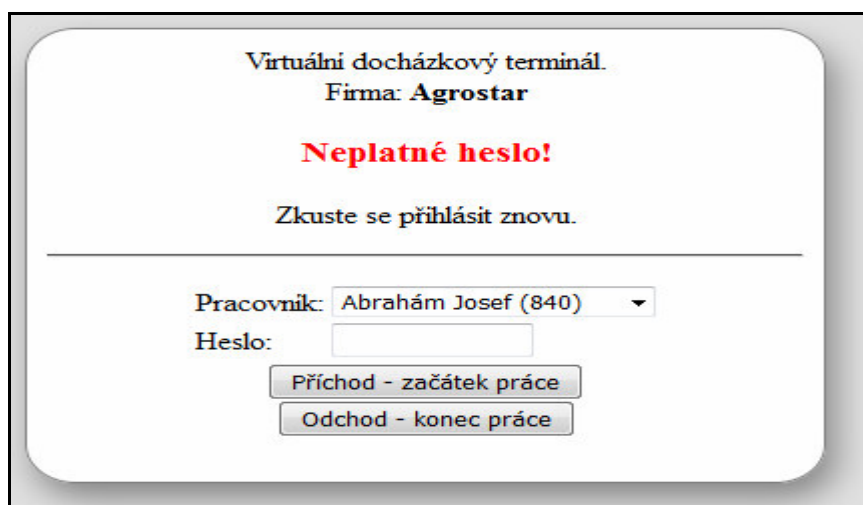 Virtuální docházkový terminál.
Firma: Agrostar
Neplatné heslo!
Zkuste se přihlásit znovu.
Pracovník: Abrahám Josef (840)
Heslo:
Příchod - začátek práce
Odchod - konec práce